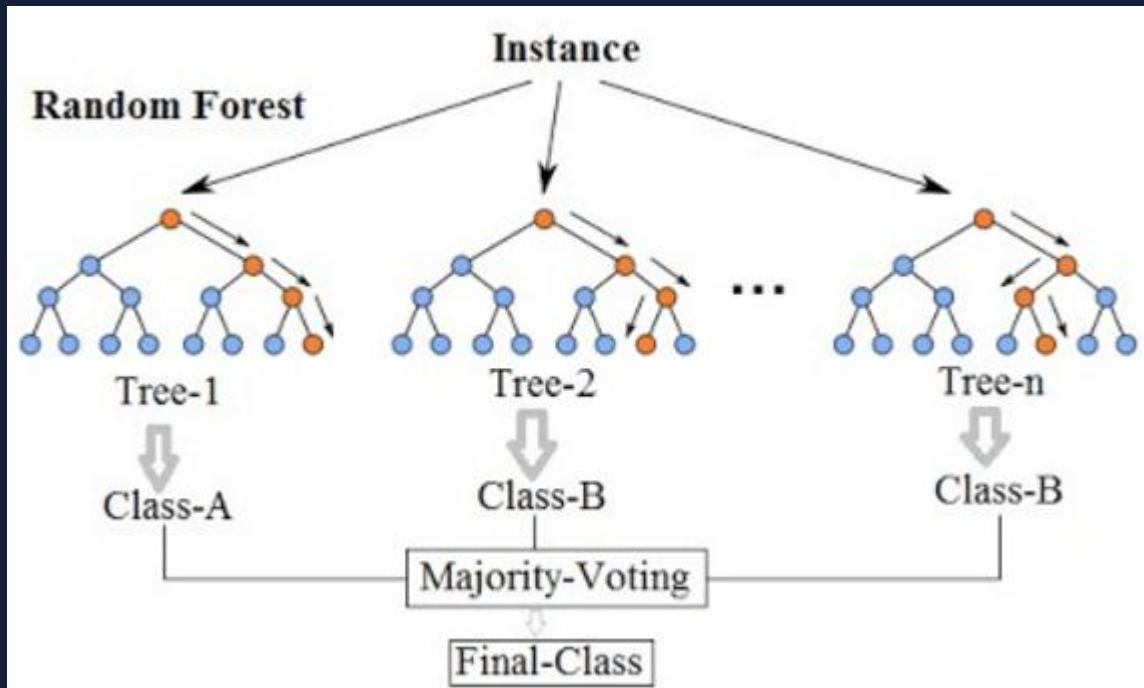 Instance
Random Forest
...
Tree-1
Tree-2
Tree-n
Class-A
Class-B
Class-B
Majority-Voting
Final-Class